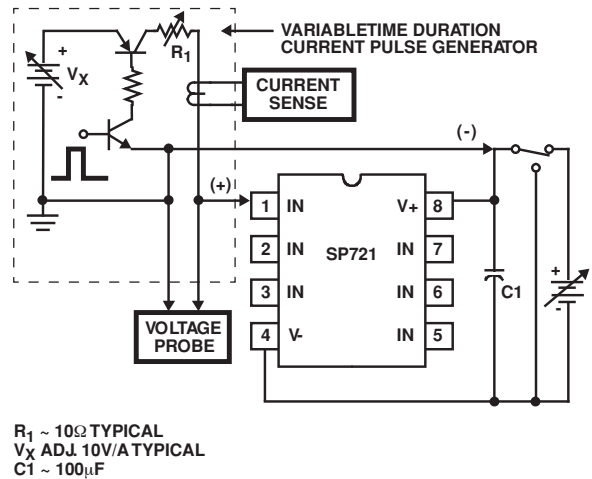 VARIABLETIME DURATION
CURRENT PULSE GENERATOR
R1
+
VX
-
CURRENT
SENSE
(-)
(+)
1 IN
V+ 8
2 IN
SP721
IN 7
3 IN
IN 6
4 V-
IN 5
C1
+
-
VOLTAGE
PROBE
R1 ~ 10Ω TYPICAL
VX ADJ. 10V/A TYPICAL
C1 ~ 100μF